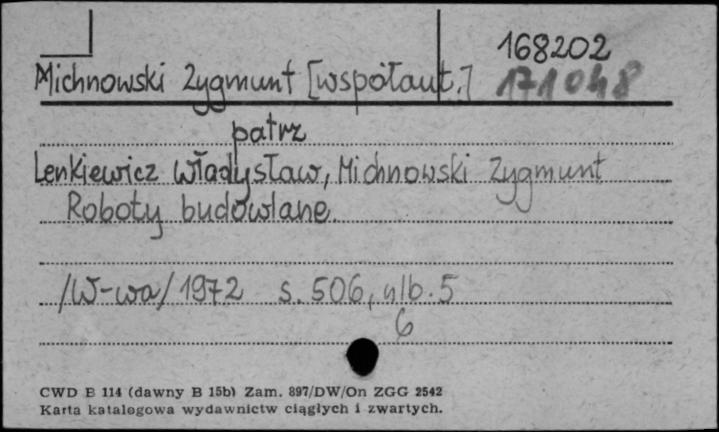 168202
Michnowski Zygmunt [współaut.] 171048
patrz
Lenkiewicz Władysław, Michnowski Zygmunt
Roboty budowlane.
/W-wa/ 1972 s. 506, nlb. 5
6
CWD B 114 (dawny B 15b) Zam. 897/DW/On ZGG 2542
Karta katalogowa wydawnictw ciągłych i zwartych.